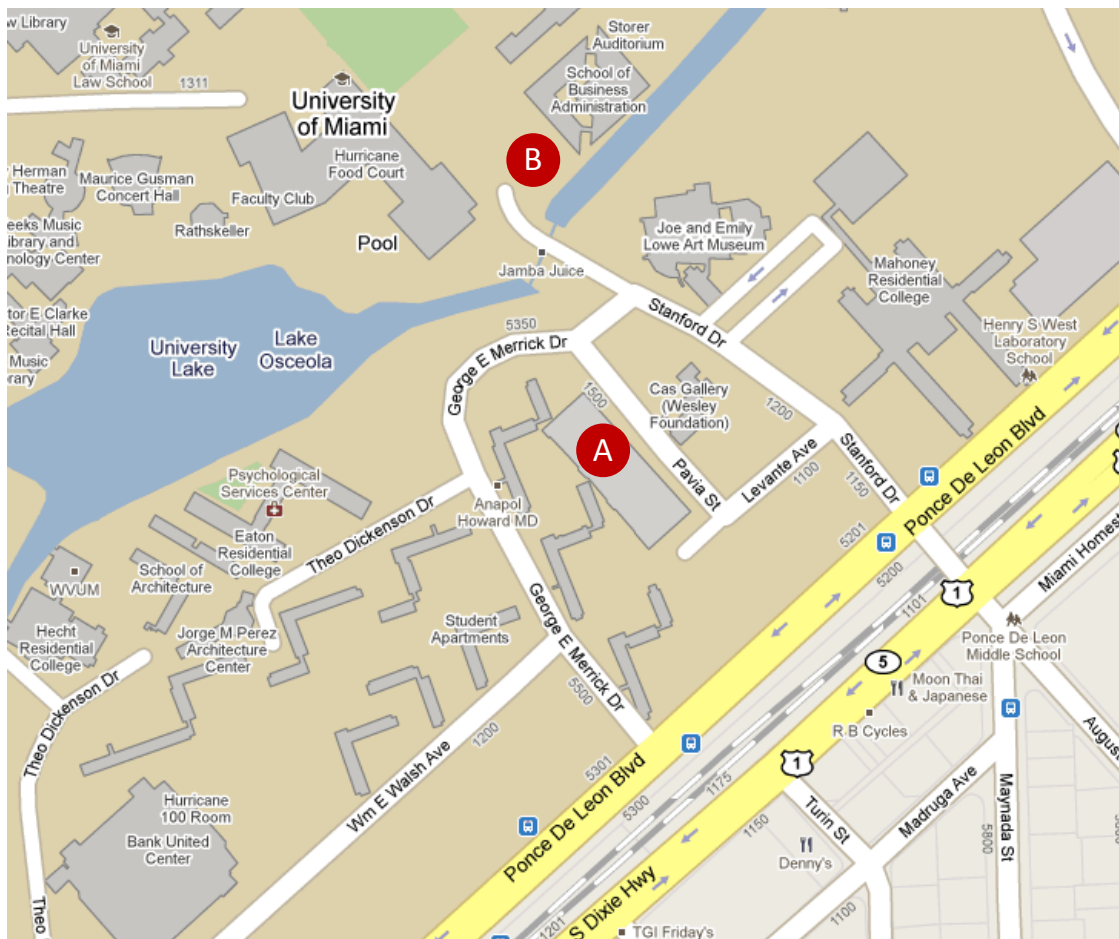 w Library
University
of Miami
Law School
1311
University
of Miami
Storer
Auditorium
School of
Business
Administration
B
Herman
Theatre
Maurice Gusman
Concert Hall
Hurricane
Food Court
Faculty Club
Rathskeller
Pool
eeks Music
Library and
nology Center
Joe and Emily
Lowe Art Museum
Jamba Juice
Mahoney
Residential
College
Henry S West
Laboratory
School
tor E Clarke
Recital Hall
Music
rary
University
Lake
Lake
Osceola
5350
George E Merrick Dr
Stanford Dr
1500
Cas Gallery
(Wesley
Foundation)
1200
A
Pavia St
Levante Ave
1100
Stanford Dr
1150
Ponce De Leon Blvd
5201
5200
1101
Psychological
Services Center
Anapol
Howard MD
Theo Dickenson Dr
Eaton
Residential
College
School of
Architecture
WVUM
Hecht
Residential
College
Jorge M Perez
Architecture
Center
Student
Apartments
George E Merrick Dr
5500
1
Miami Homes
Ponce De Leon
Middle School
5
Moon Thai
& Japanese
R B Cycles
Theo Dickenson Dr
Wm E Walsh Ave
1200
5301
Ponce De Leon Blvd
5300
1175
1
1150
Turin St
Madruga Ave
Maynada St
5800
August
Hurricane
100 Room
Bank United
Center
Denny's
1100
S Dixie Hwy
1201
TGI Friday's
Theo